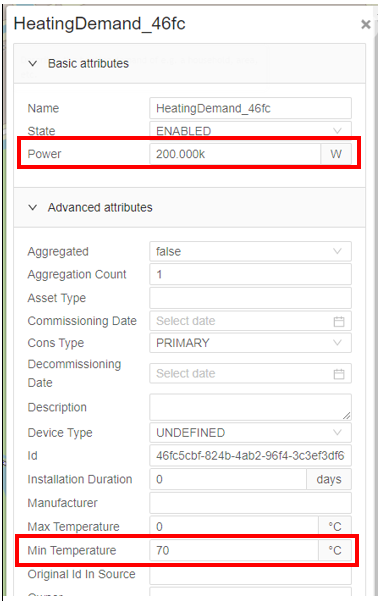 HeatingDemand_46fc
Basic attributes
Name HeatingDemand_46fc
State ENABLED
Power 200.000k W
Advanced attributes
Aggregated false
Aggregation Count 1
Asset Type
Commissioning Date Select date
Cons Type PRIMARY
Decommissioning
Date Select date
Description
Device Type UNDEFINED
Id 46fc5cbf-824b-4ab2-96f4-3c3ef3df6
Installation Duration 0 days
Manufacturer
Max Temperature 0 °C
Min Temperature 70 °C
Original Id In Source